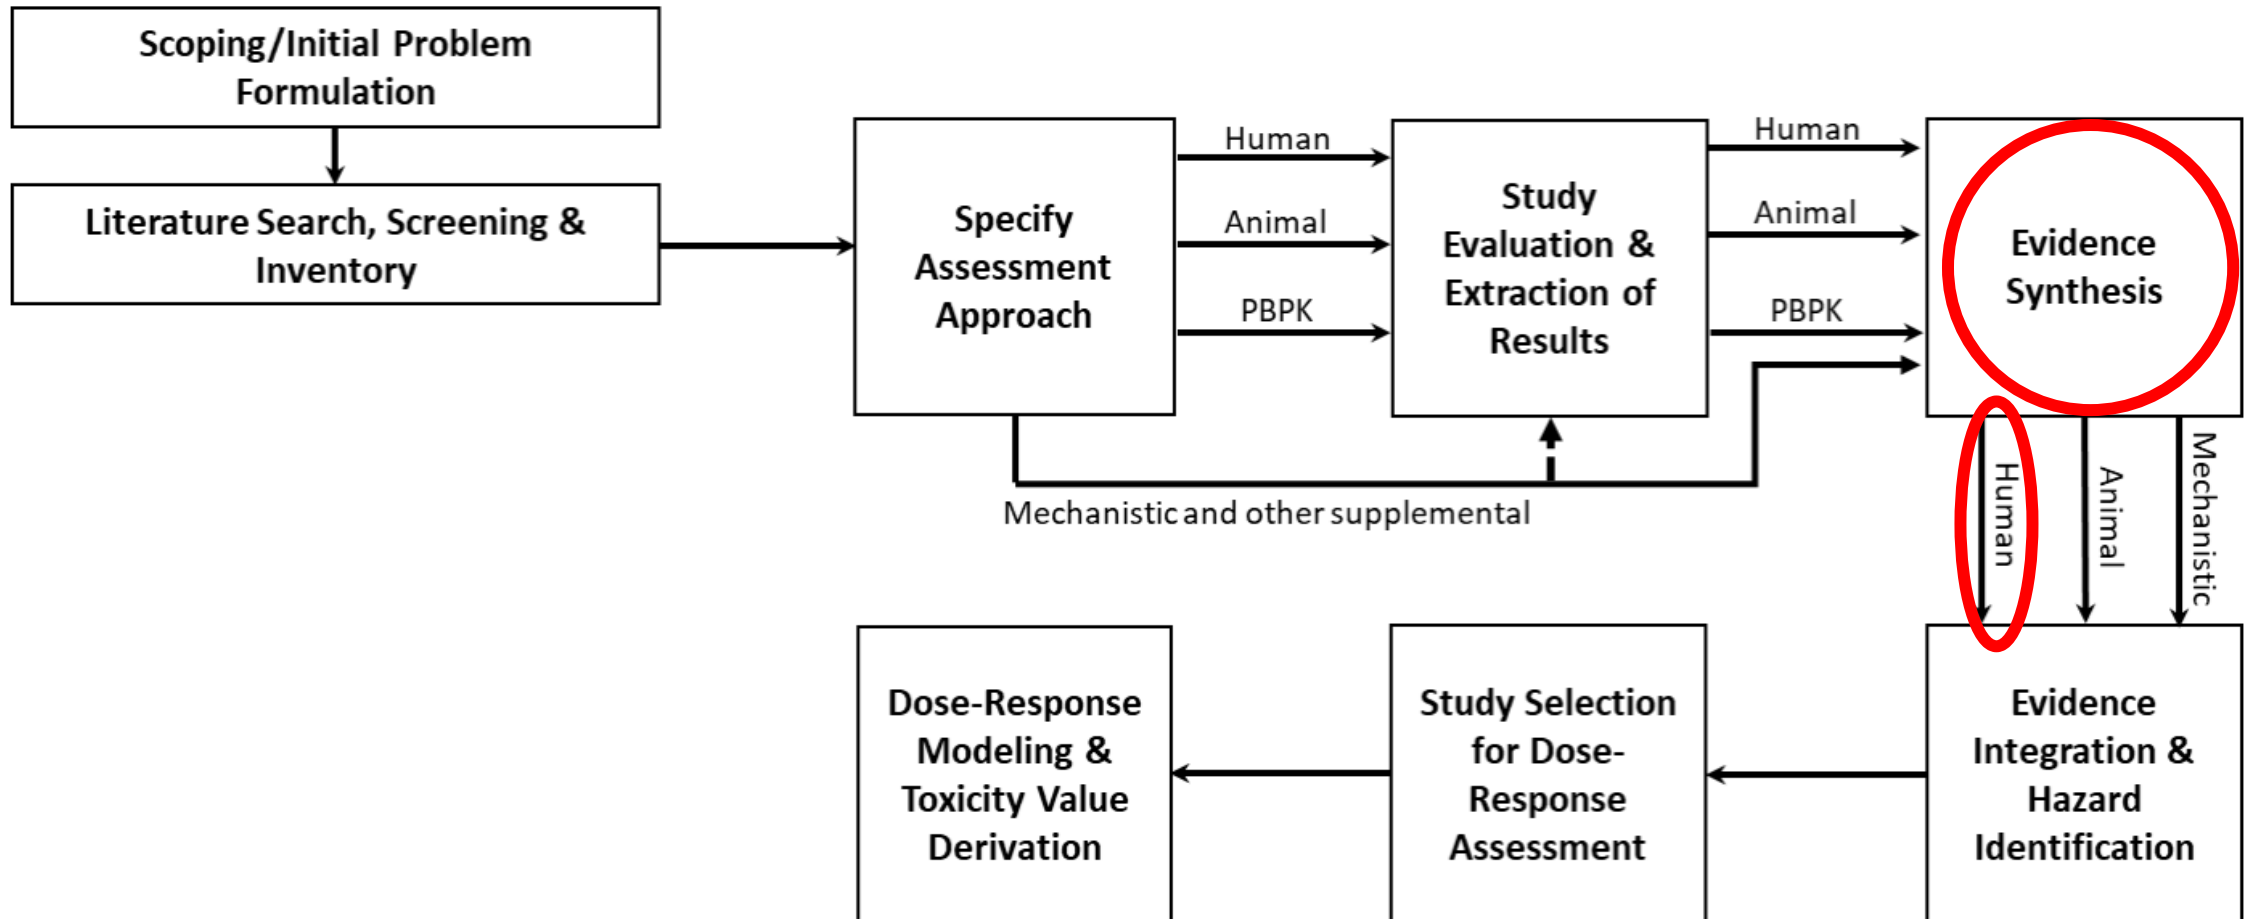 Scoping/Initial Problem
Formulation
Literature Search, Screening &
Inventory
Specify
Assessment
Approach
Human
Animal
PBPK
Study
Evaluation &
Extraction of
Results
Human
Animal
PBPK
Evidence
Synthesis
Mechanistic and other supplemental
Human
Animal
Mechanistic
Evidence
Integration &
Hazard
Identification
Study Selection
for Dose-
Response
Assessment
Dose-Response
Modeling &
Toxicity Value
Derivation